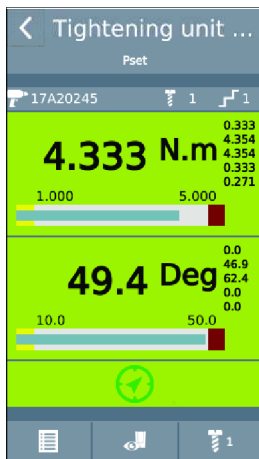 Tightening unit ...
Pset
17A20245 1 1
4.333 N.m
0.333
4.354
4.354
0.333
0.271
1.000 5.000
49.4 Deg
0.0
46.9
62.4
0.0
0.0
10.0 50.0
1